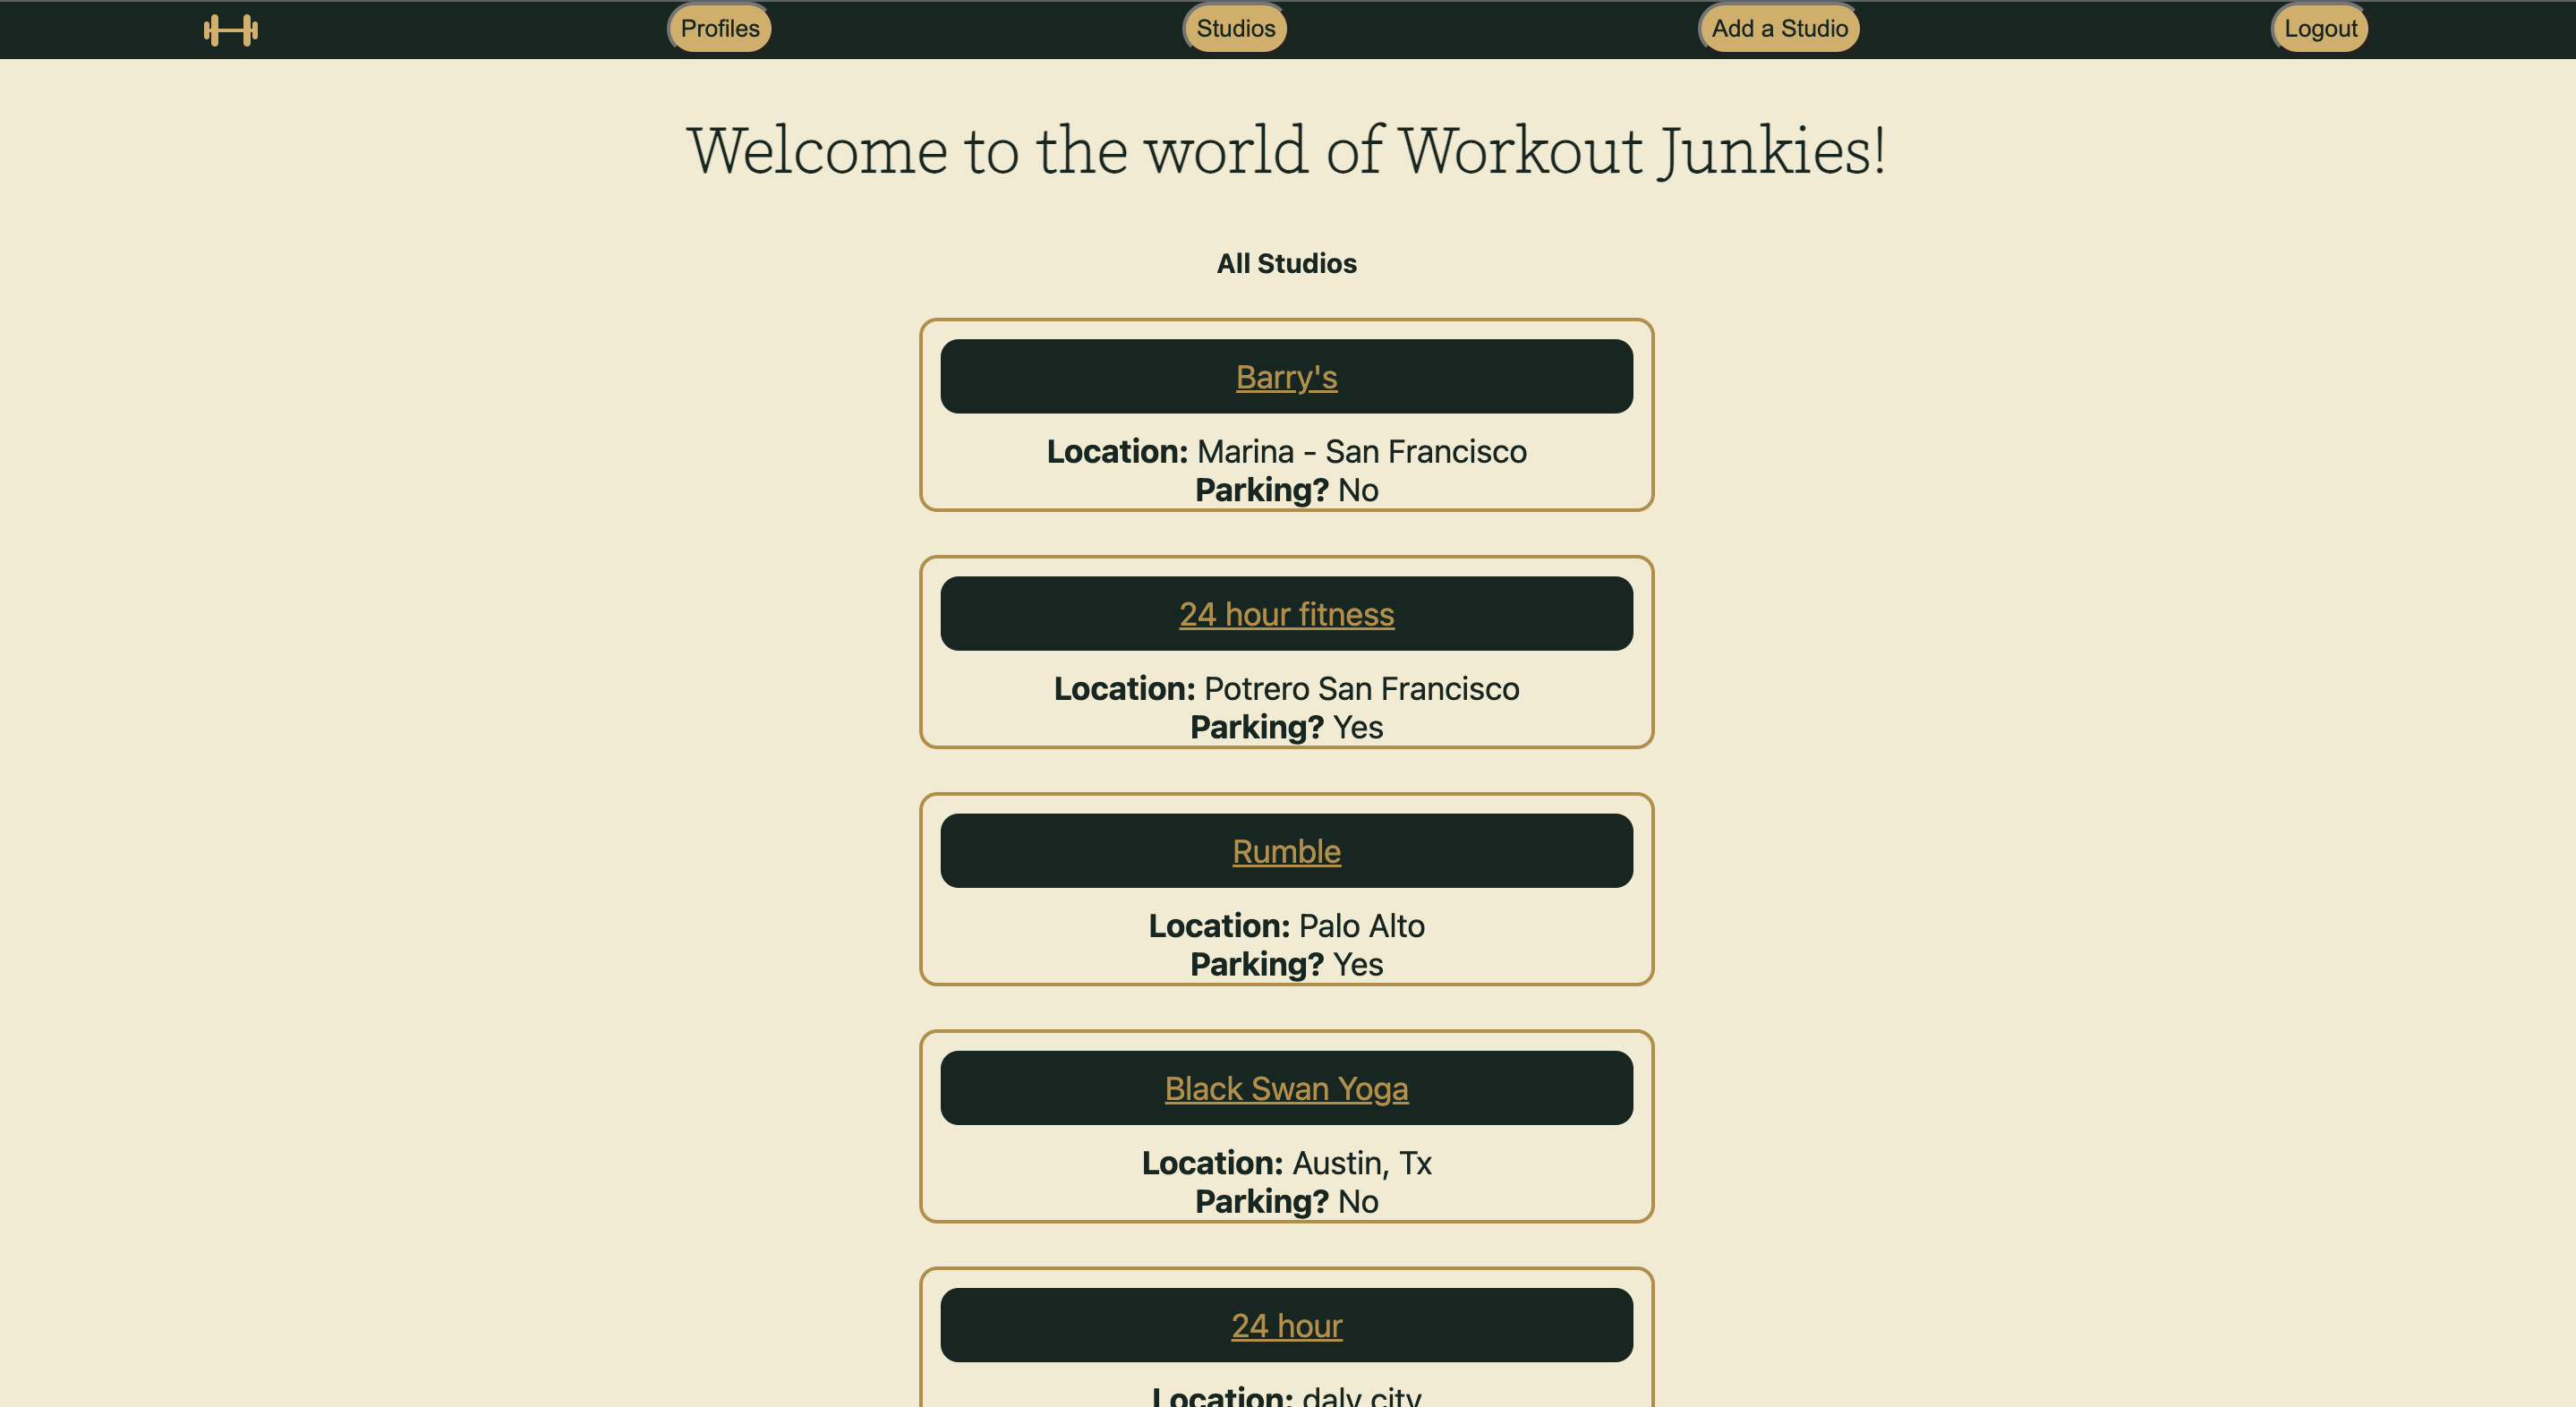 Profiles
Studios
Add a Studio
Logout
Welcome to the world of Workout Junkies!
All Studios
Barry's
Location: Marina - San Francisco
Parking? No
24 hour fitness
Location: Potrero San Francisco
Parking? Yes
Rumble
Location: Palo Alto
Parking? Yes
Black Swan Yoga
Location: Austin, Tx
Parking? No
24 hour
Location: daly city